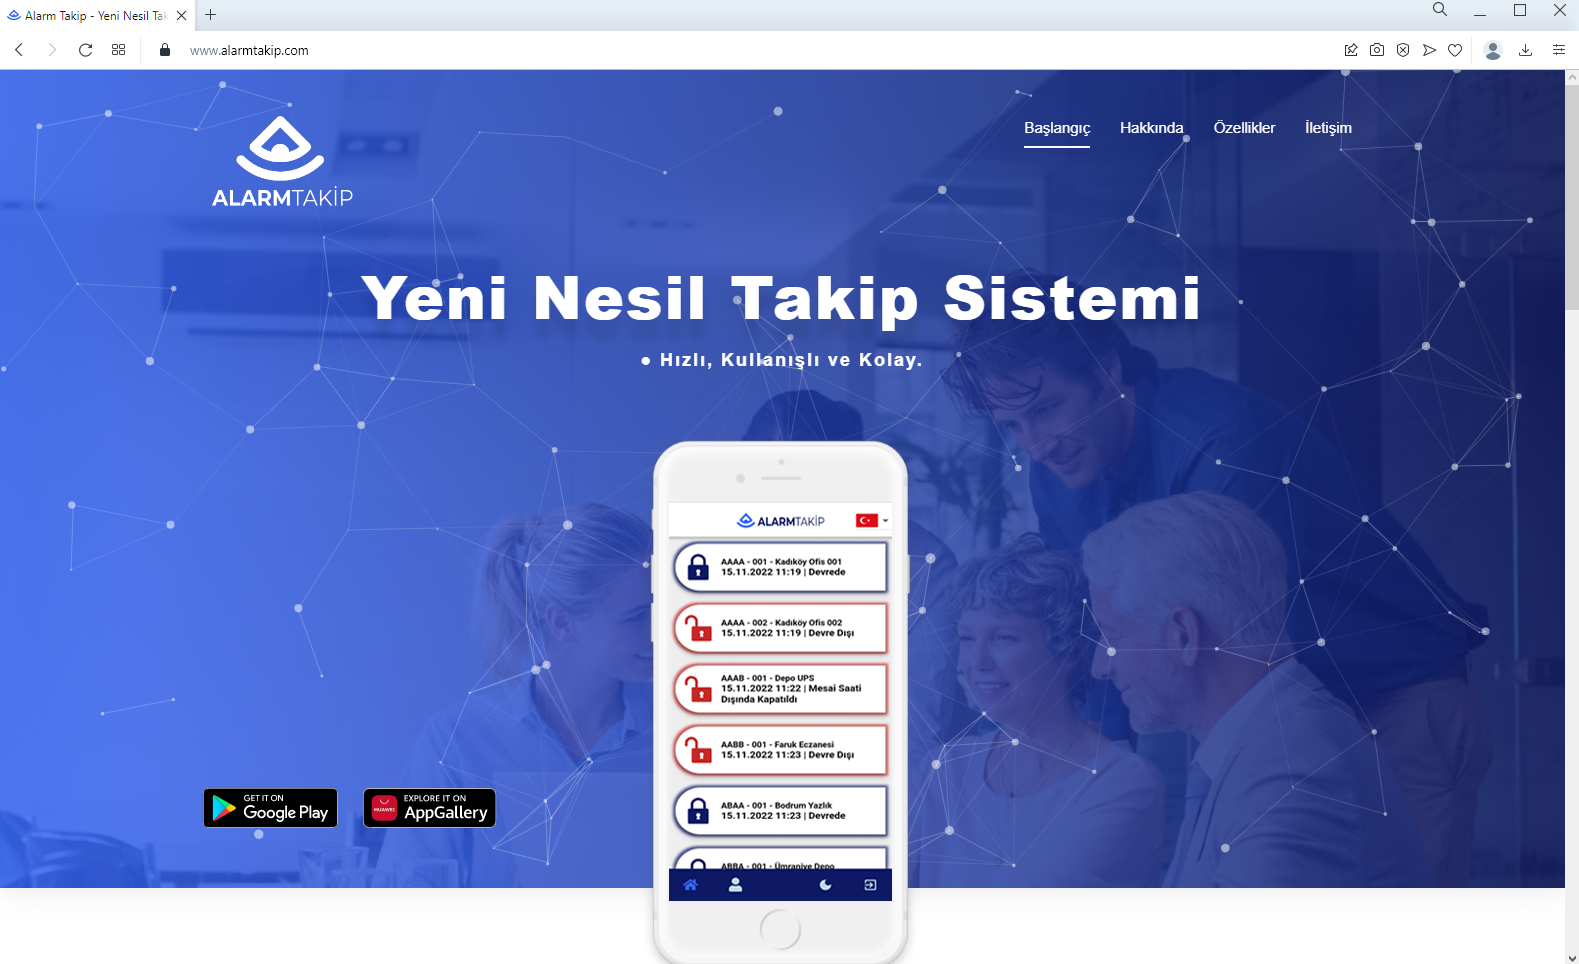 Alarm Takip - Yeni Nesil Tak
www.alarmtakip.com
ALARMTAKİP
Başlangıç
Hakkında
Özellikler
İletişim
Yeni Nesil Takip Sistemi
• Hızlı, Kullanışlı ve Kolay.
ALARMTAKİP
AAAA - 001 - Kadıköy Ofis 001
15.11.2022 11:19 | Devrede
AAAA - 002 - Kadıköy Ofis 002
15.11.2022 11:19 | Devre Dışı
AAAB - 001 - Depo UPS
15.11.2022 11:22 | Mesai Saati
Dışında Kapatıldı
AABB - 001 - Faruk Eczanesi
15.11.2022 11:23 | Devre Dışı
ABAA - 001 - Bodrum Yazlık
15.11.2022 11:23 | Devrede
ABBA - 001 - Ümraniye Depo
GET IT ON
Google Play
HUAWEI
EXPLORE IT ON
AppGallery